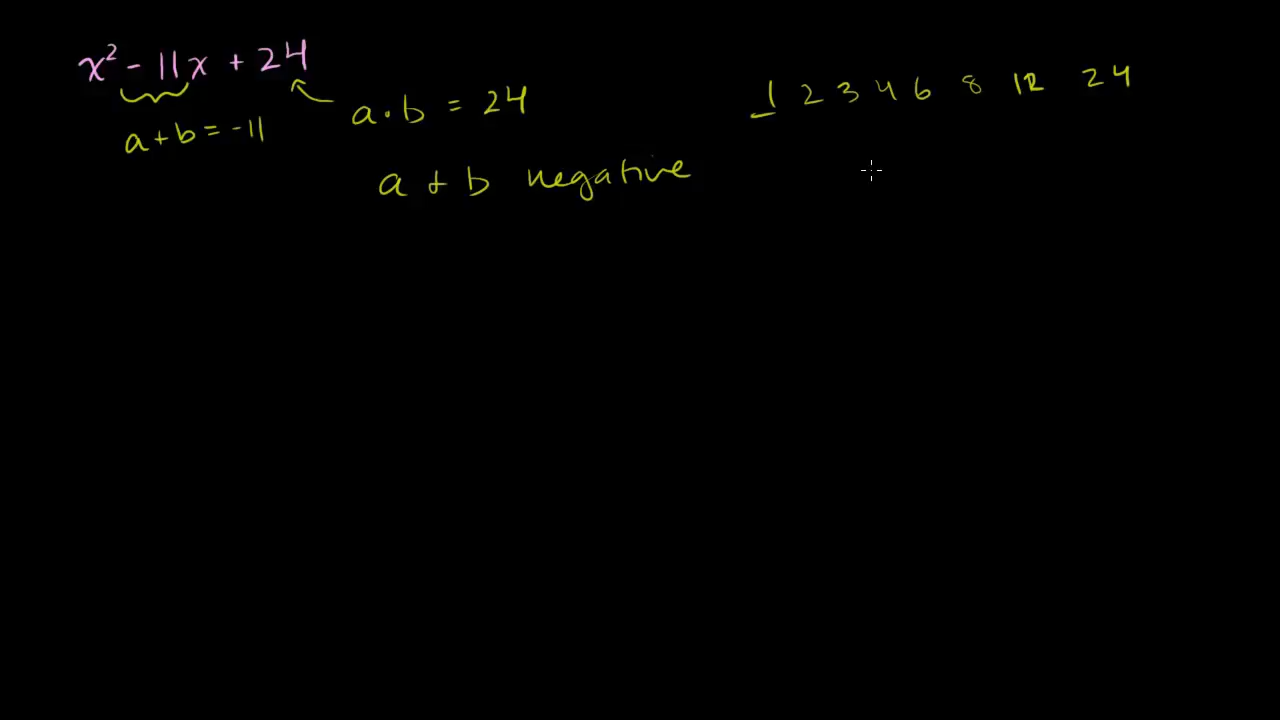 x² - 11x + 24
a + b = -11
a · b = 24
a + b negative
1 2 3 4 6 8 12 24